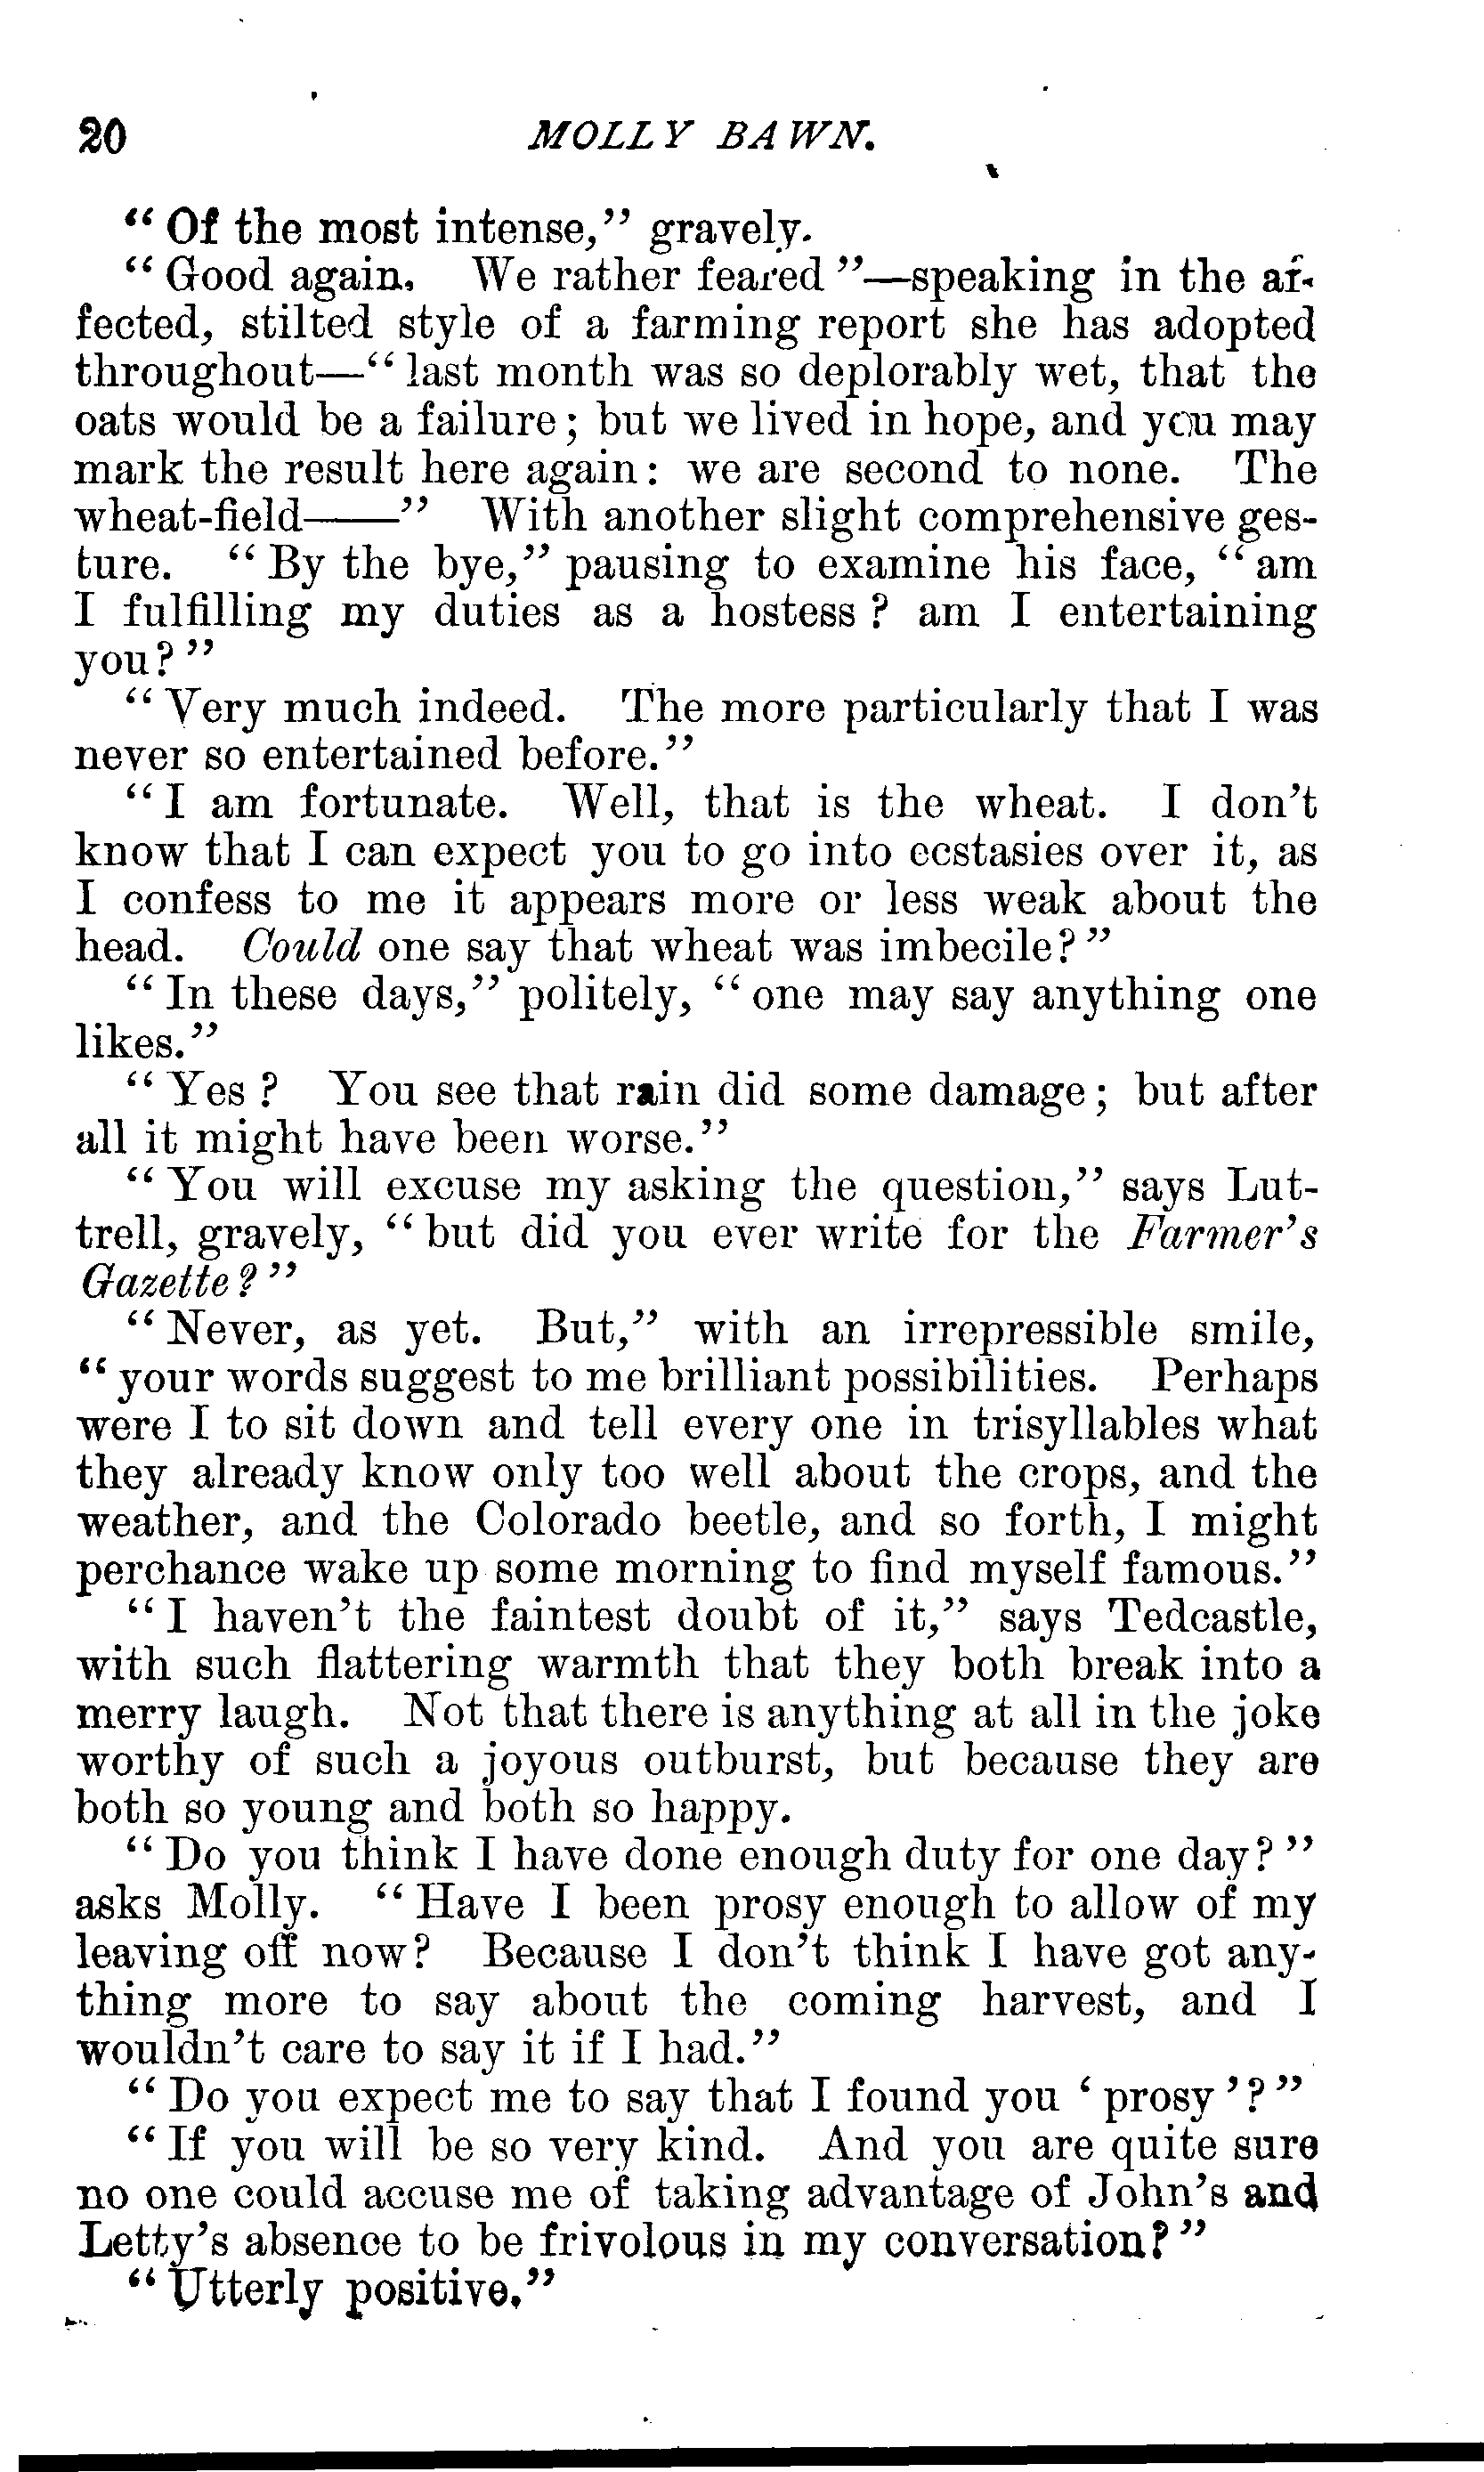 20 MOLLY BAWN.
"Of the most intense," gravely.
"Good again. We rather feared"—speaking in the af-
fected, stilted style of a farming report she has adopted
throughout—"last month was so deplorably wet, that the
oats would be a failure; but we lived in hope, and you may
mark the result here again: we are second to none. The
wheat-field——" With another slight comprehensive ges-
ture. "By the bye," pausing to examine his face, "am
I fulfilling my duties as a hostess? am I entertaining
you?"
"Very much indeed. The more particularly that I was
never so entertained before."
"I am fortunate. Well, that is the wheat. I don't
know that I can expect you to go into ecstasies over it, as
I confess to me it appears more or less weak about the
head. Could one say that wheat was imbecile?"
"In these days," politely, "one may say anything one
likes."
"Yes? You see that rain did some damage; but after
all it might have been worse."
"You will excuse my asking the question," says Lut-
trell, gravely, "but did you ever write for the Farmer's
Gazette?"
"Never, as yet. But," with an irrepressible smile,
"your words suggest to me brilliant possibilities. Perhaps
were I to sit down and tell every one in trisyllables what
they already know only too well about the crops, and the
weather, and the Colorado beetle, and so forth, I might
perchance wake up some morning to find myself famous."
"I haven't the faintest doubt of it," says Tedcastle,
with such flattering warmth that they both break into a
merry laugh. Not that there is anything at all in the joke
worthy of such a joyous outburst, but because they are
both so young and both so happy.
"Do you think I have done enough duty for one day?"
asks Molly. "Have I been prosy enough to allow of my
leaving off now? Because I don't think I have got any-
thing more to say about the coming harvest, and I
wouldn't care to say it if I had."
"Do you expect me to say that I found you 'prosy'?"
"If you will be so very kind. And you are quite sure
no one could accuse me of taking advantage of John's and
Letty's absence to be frivolous in my conversation?"
"Utterly positive."